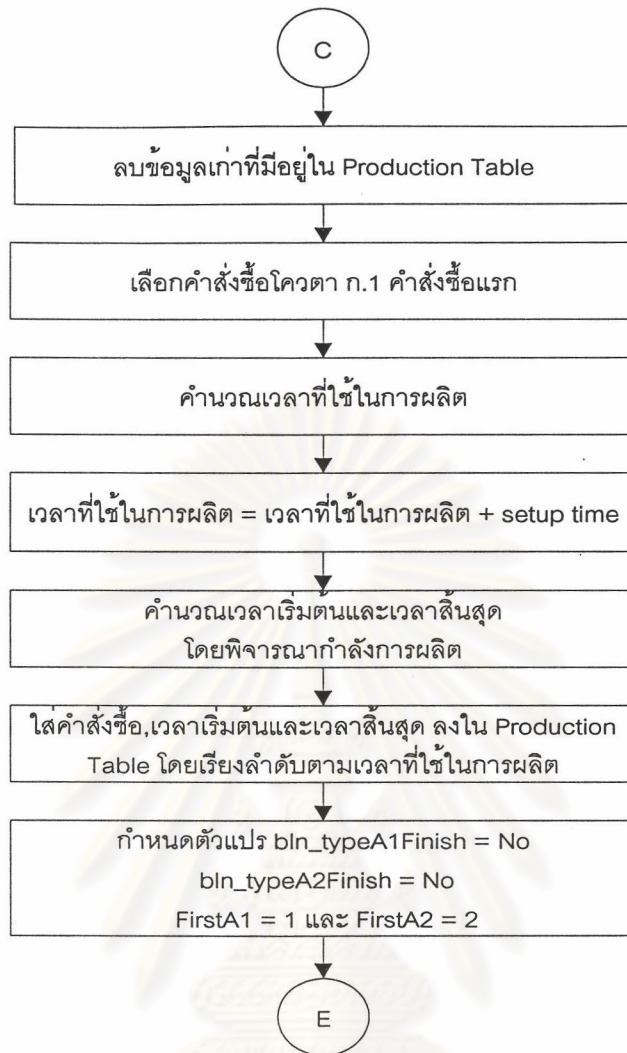 C
ลบข้อมูลเก่าที่มีอยู่ใน Production Table
เลือกคำสั่งซื้อโควตา ก.1 คำสั่งซื้อแรก
คำนวณเวลาที่ใช้ในการผลิต
เวลาที่ใช้ในการผลิต = เวลาที่ใช้ในการผลิต + setup time
คำนวณเวลาเริ่มต้นและเวลาสิ้นสุด
โดยพิจารณากำลังการผลิต
ใส่คำสั่งซื้อ,เวลาเริ่มต้นและเวลาสิ้นสุด ลงใน Production
Table โดยเรียงลำดับตามเวลาที่ใช้ในการผลิต
กำหนดตัวแปร bln_typeA1Finish = No
bln_typeA2Finish = No
FirstA1 = 1 และ FirstA2 = 2
E